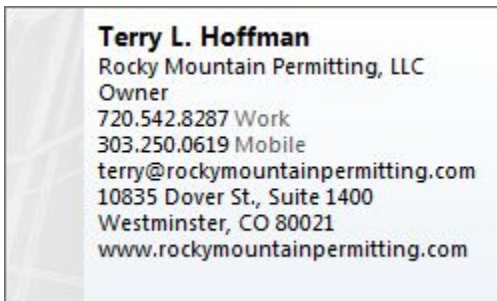 Terry L. Hoffman
Rocky Mountain Permitting, LLC
Owner
720.542.8287 Work
303.250.0619 Mobile
terry@rockymountainpermitting.com
10835 Dover St., Suite 1400
Westminster, CO 80021
www.rockymountainpermitting.com